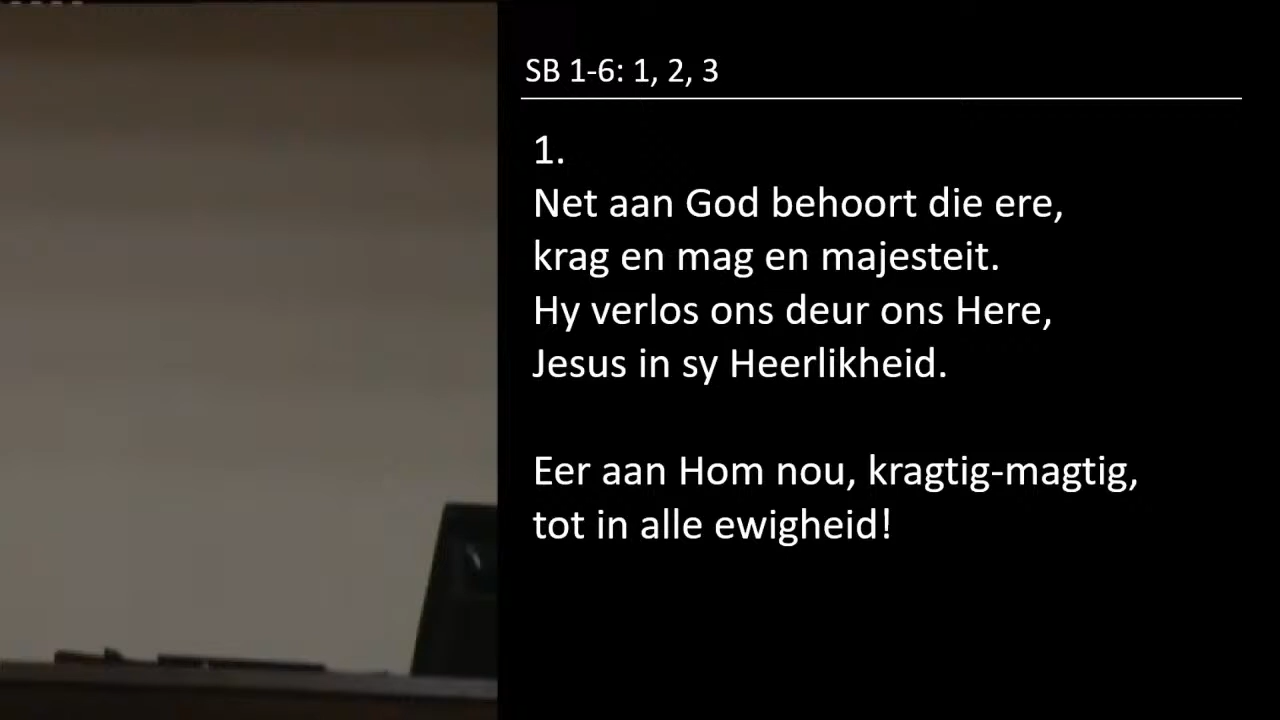 SB 1-6: 1, 2, 3
1.
Net aan God behoort die ere,
krag en mag en majesteit.
Hy verlos ons deur ons Here,
Jesus in sy Heerlikheid.
Eer aan Hom nou, kragtig-magtig,
tot in alle ewigheid!